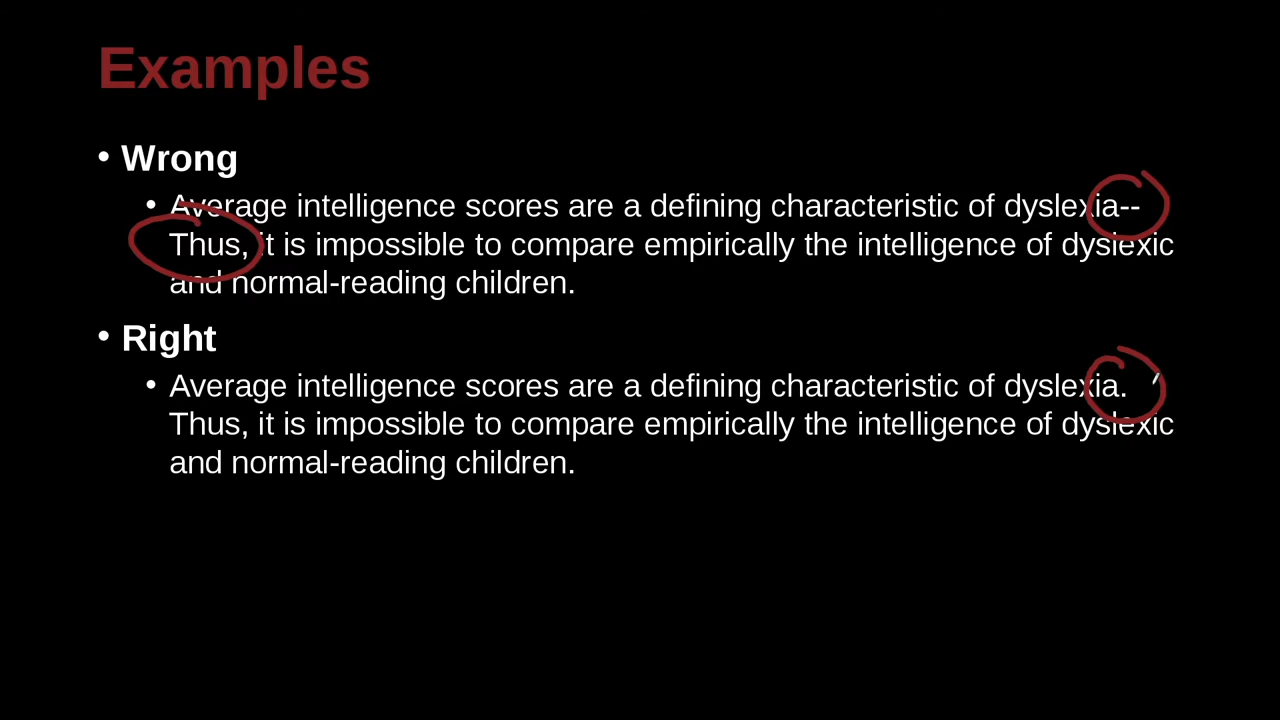 Examples
• Wrong
• Average intelligence scores are a defining characteristic of dyslexia--
Thus, it is impossible to compare empirically the intelligence of dyslexic
and normal-reading children.
• Right
• Average intelligence scores are a defining characteristic of dyslexia.
Thus, it is impossible to compare empirically the intelligence of dyslexic
and normal-reading children.